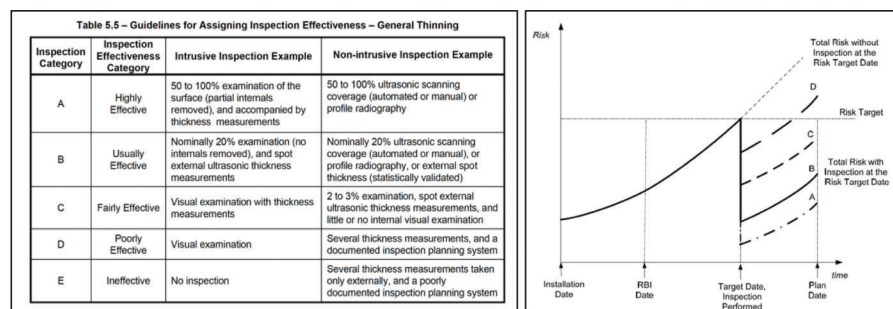 Table 5.5 – Guidelines for Assigning Inspection Effectiveness – General Thinning
Inspection Category
Inspection Effectiveness Category
Intrusive Inspection Example
Non-intrusive Inspection Example
A
Highly Effective
50 to 100% examination of the surface (partial internals removed), and accompanied by thickness measurements
50 to 100% ultrasonic scanning coverage (automated or manual) or profile radiography
B
Usually Effective
Nominally 20% examination (no internals removed), and spot external ultrasonic thickness measurements
Nominally 20% ultrasonic scanning coverage (automated or manual), or profile radiography, or external spot thickness (statistically validated)
C
Fairly Effective
Visual examination with thickness measurements
2 to 3% examination, spot external ultrasonic thickness measurements, and little or no internal visual examination
D
Poorly Effective
Visual examination
Several thickness measurements, and a documented inspection planning system
E
Ineffective
No inspection
Several thickness measurements taken only externally, and a poorly documented inspection planning system
Risk
Total Risk without
Inspection at the
Risk Target Date
D
Risk Target
C
Total Risk with
Inspection at the
Risk Target Date
B
A
time
Installation
Date
RBI
Date
Target Date,
Inspection
Performed
Plan
Date